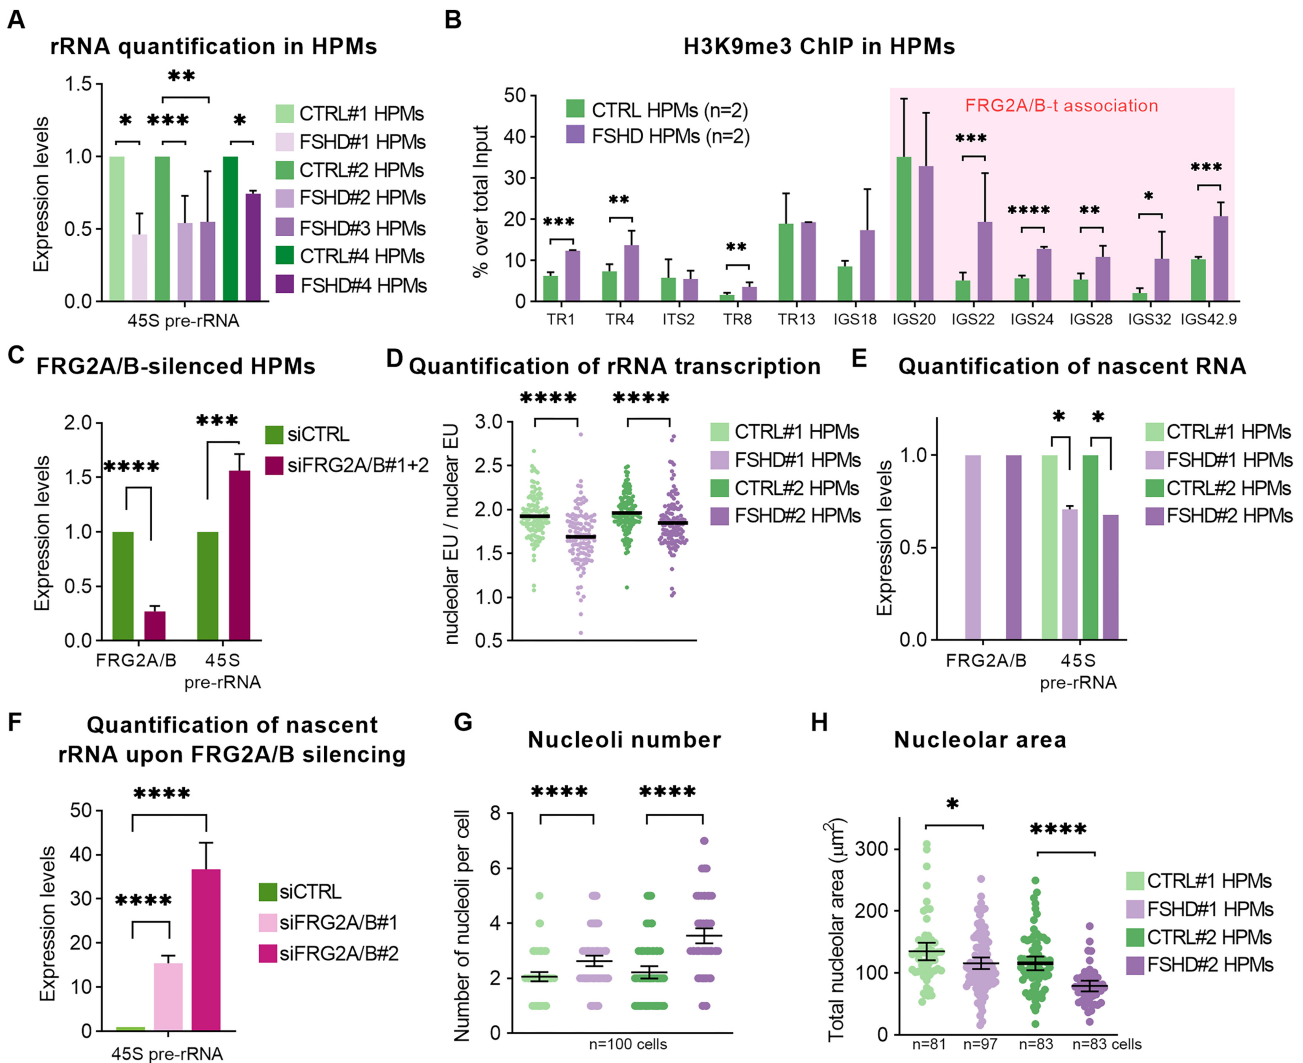 A
rRNA quantification in HPMs
Expression levels
1.5
1.0
0.5
0.0
*
***
**
*
45S pre-rRNA
CTRL#1 HPMs
FSHD#1 HPMs
CTRL#2 HPMs
FSHD#2 HPMs
FSHD#3 HPMs
CTRL#4 HPMs
FSHD#4 HPMs
B
H3K9me3 ChIP in HPMs
% over total Input
50
40
30
20
10
0
CTRL HPMs (n=2)
FSHD HPMs (n=2)
FRG2A/B-t association
***
**
**
***
****
**
*
***
TR1 TR4 ITS2 TR8 TR13 IGS18 IGS20 IGS22 IGS24 IGS28 IGS32 IGS42.9
C
FRG2A/B-silenced HPMs
Expression levels
2.0
1.5
1.0
0.5
0.0
****
***
FRG2A/B
45S
pre-rRNA
siCTRL
siFRG2A/B#1+2
D
Quantification of rRNA transcription
nucleolar EU / nuclear EU
3.0
2.5
2.0
1.5
1.0
0.5
****
****
CTRL#1 HPMs
FSHD#1 HPMs
CTRL#2 HPMs
FSHD#2 HPMs
E
Quantification of nascent RNA
Expression levels
1.0
0.5
0.0
*
*
FRG2A/B
45S
pre-rRNA
CTRL#1 HPMs
FSHD#1 HPMs
CTRL#2 HPMs
FSHD#2 HPMs
F
Quantification of nascent
rRNA upon FRG2A/B silencing
Expression levels
50
40
30
20
10
0
****
****
45S pre-rRNA
siCTRL
siFRG2A/B#1
siFRG2A/B#2
G
Nucleoli number
Number of nucleoli per cell
8
6
4
2
0
****
****
n=100 cells
H
Nucleolar area
Total nucleolar area (µm2)
300
200
100
0
*
****
n=81 n=97 n=83 n=83 cells
CTRL#1 HPMs
FSHD#1 HPMs
CTRL#2 HPMs
FSHD#2 HPMs